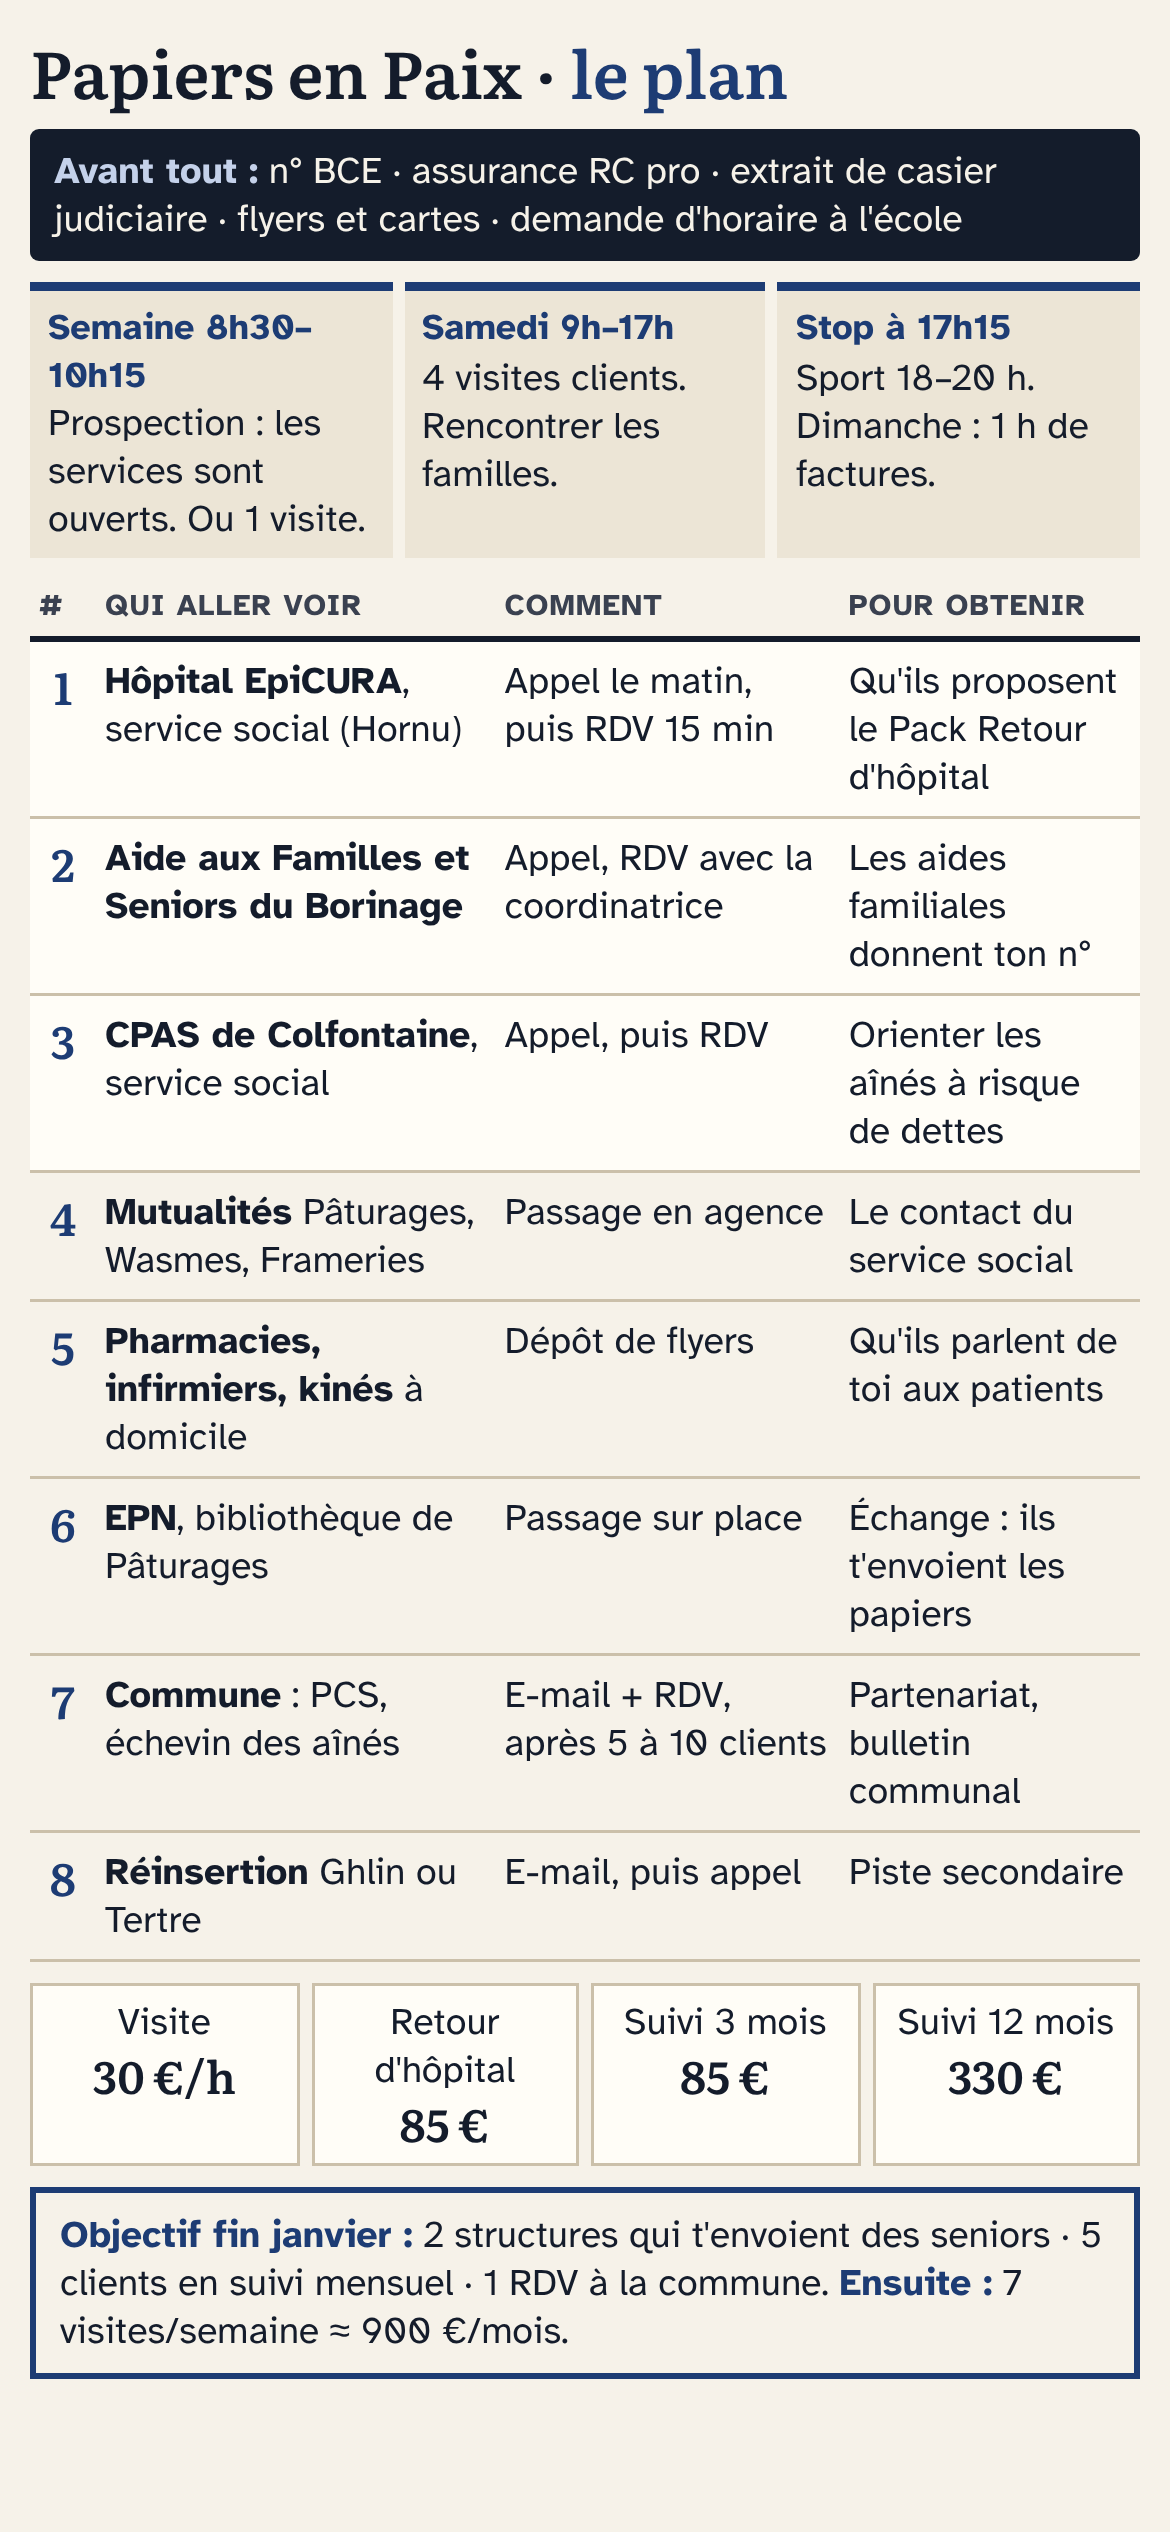 Papiers en Paix · le plan
Avant tout : n° BCE · assurance RC pro · extrait de casier
judiciaire · flyers et cartes · demande d'horaire à l'école
Semaine 8h30–
10h15
Prospection : les
services sont
ouverts. Ou 1 visite.
Samedi 9h–17h
4 visites clients.
Rencontrer les
familles.
Stop à 17h15
Sport 18–20 h.
Dimanche : 1 h de
factures.
# QUI ALLER VOIR COMMENT POUR OBTENIR
1 Hôpital EpiCURA, Appel le matin, Qu'ils proposent
service social (Hornu) puis RDV 15 min le Pack Retour
d'hôpital
2 Aide aux Familles et Appel, RDV avec la Les aides
Seniors du Borinage coordinatrice familiales
donnent ton n°
3 CPAS de Colfontaine, Appel, puis RDV Orienter les
service social aînés à risque
de dettes
4 Mutualités Pâturages, Passage en agence Le contact du
Wasmes, Frameries service social
5 Pharmacies, Dépôt de flyers Qu'ils parlent de
infirmiers, kinés à toi aux patients
domicile
6 EPN, bibliothèque de Passage sur place Échange : ils
Pâturages t'envoient les
papiers
7 Commune : PCS, E-mail + RDV, Partenariat,
échevin des aînés après 5 à 10 clients bulletin
communal
8 Réinsertion Ghlin ou E-mail, puis appel Piste secondaire
Tertre
Visite
30 €/h
Retour
d'hôpital
85 €
Suivi 3 mois
85 €
Suivi 12 mois
330 €
Objectif fin janvier : 2 structures qui t'envoient des seniors · 5
clients en suivi mensuel · 1 RDV à la commune. Ensuite : 7
visites/semaine ≈ 900 €/mois.